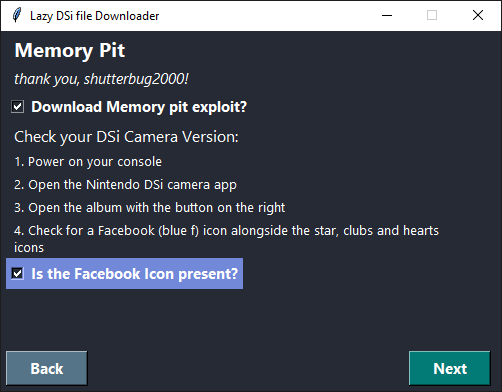 Lazy DSi file Downloader
Memory Pit
thank you, shutterbug2000!
Download Memory pit exploit?
Check your DSi Camera Version:
1. Power on your console
2. Open the Nintendo DSi camera app
3. Open the album with the button on the right
4. Check for a Facebook (blue f) icon alongside the star, clubs and hearts
icons
Is the Facebook Icon present?
Back
Next